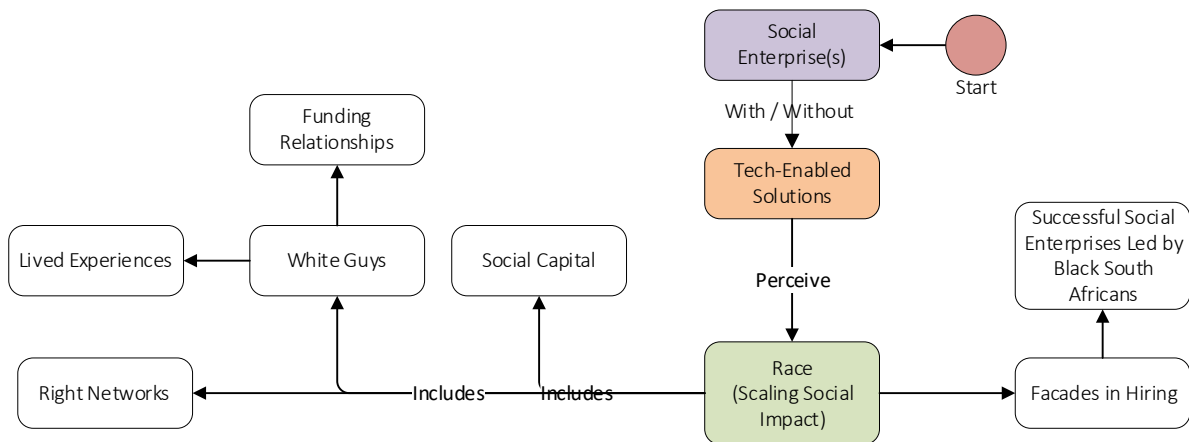 Social
Enterprise(s)
Start
With / Without
Funding
Relationships
Tech-Enabled
Solutions
Successful Social
Enterprises Led by
Black South
Africans
Lived Experiences
White Guys
Social Capital
Perceive
Race
(Scaling Social
Impact)
Right Networks
Includes
Includes
Facades in Hiring